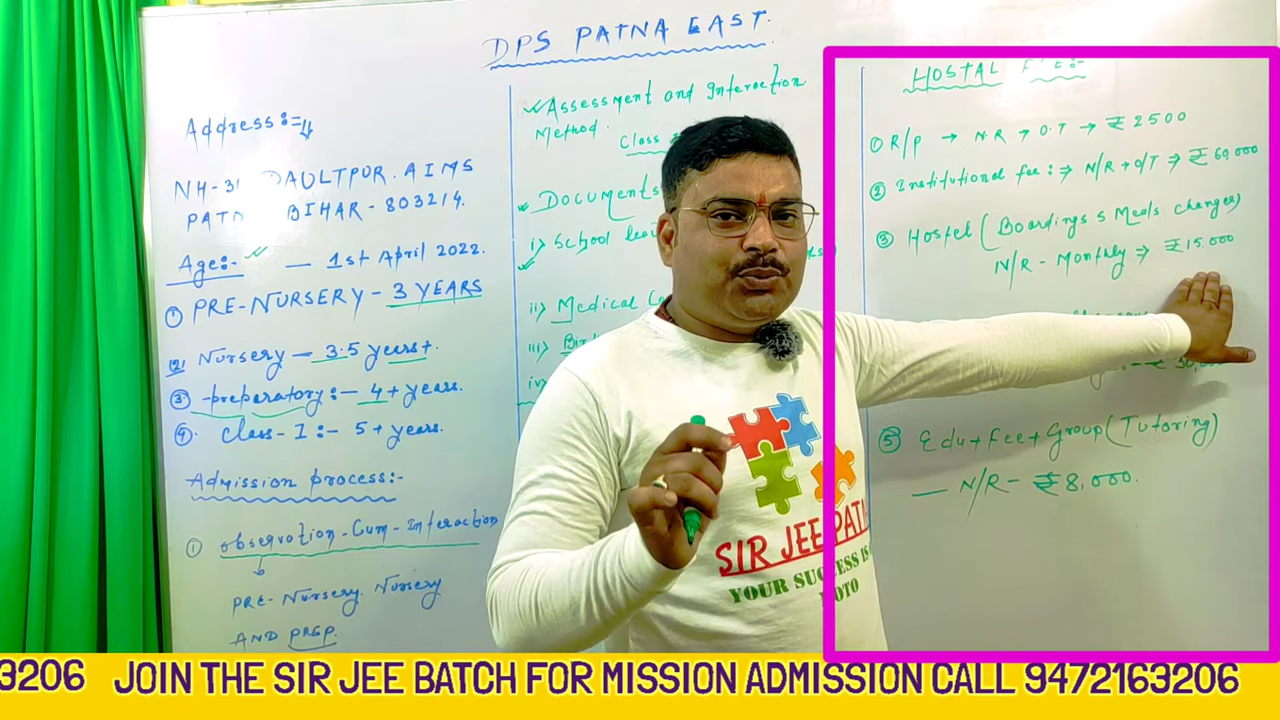 DPS PATNA EAST.
Address:=
NH-31 DAULTPUR. AIMS
PATN BIHAR - 803214.
Age:- — 1st April 2022.
① PRE-NURSERY - 3 YEARS
② Nursery — 3.5 years+.
③ preparatory:- 4+ years.
④. class-I:- 5+ years.
Admission process:-
① observation-Cum-Interaction
PRE-Nursery. Nursery
AND PREP.
Assessment and Interaction
Method.
Class
Documents
i) School
ii) Medical
iii)
iv)
HOSTAL
① R/P → N.R → O.T → ₹ 2500
② Institutional fee:⇒ N/R+O/T ⇒ ₹ 60,000
③ Hostel (Boardings & Meals charges)
N/R - Monthly ⇒ ₹ 15,000
⑤ Edu+Fee+Group (Tutoring)
— N/R - ₹ 8,000.
SIR JEE PATN
YOUR SUCCESS IS
MOTO
3206 JOIN THE SIR JEE BATCH FOR MISSION ADMISSION CALL 9472163206